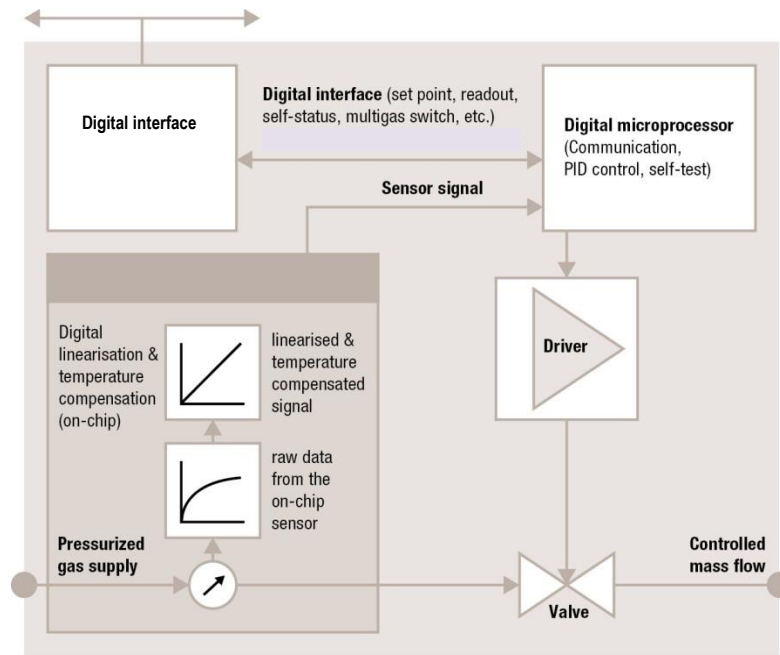 Digital interface
Digital interface (set point, readout,
self-status, multigas switch, etc.)
Digital microprocessor
(Communication,
PID control, self-test)
Sensor signal
Digital
linearisation &
temperature
compensation
(on-chip)
linearised &
temperature
compensated
signal
raw data
from the
on-chip
sensor
Driver
Pressurized
gas supply
Valve
Controlled
mass flow